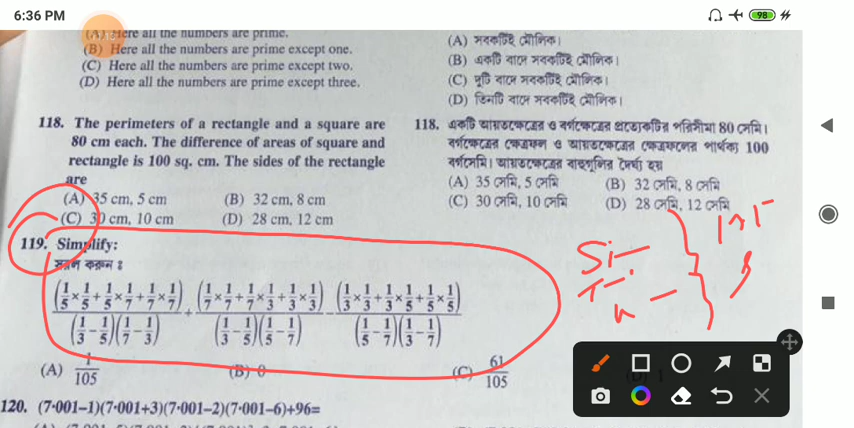 6:36 PM
98
(A) Here all the numbers are prime.
(B) Here all the numbers are prime except one.
(C) Here all the numbers are prime except two.
(D) Here all the numbers are prime except three.
(A) সবকটিই মৌলিক।
(B) একটি বাদে সবকটিই মৌলিক।
(C) দুটি বাদে সবকটিই মৌলিক।
(D) তিনটি বাদে সবকটিই মৌলিক।
118. The perimeters of a rectangle and a square are
80 cm each. The difference of areas of square and
rectangle is 100 sq. cm. The sides of the rectangle
are
(A) 35 cm, 5 cm (B) 32 cm, 8 cm
(C) 30 cm, 10 cm (D) 28 cm, 12 cm
118. একটি আয়তক্ষেত্রের ও বর্গক্ষেত্রের প্রত্যেকটির পরিসীমা 80 সেমি।
বর্গক্ষেত্রের ক্ষেত্রফল ও আয়তক্ষেত্রের ক্ষেত্রফলের পার্থক্য 100
বর্গসেমি। আয়তক্ষেত্রের বাহুগুলির দৈর্ঘ্য হয়
(A) 35 সেমি, 5 সেমি (B) 32 সেমি, 8 সেমি
(C) 30 সেমি, 10 সেমি (D) 28 সেমি, 12 সেমি
119. Simplify:
সরল করুন :
(1/5×1/5+1/5×1/7+1/7×1/7)/((1/3−1/5)(1/7−1/3)) + (1/7×1/7+1/7×1/3+1/3×1/3)/((1/3−1/5)(1/5−1/7)) − (1/3×1/3+1/3×1/5+1/5×1/5)/((1/5−1/7)(1/3−1/7))
(A) 1/105 (B) 0 (C) 61/105
120. (7·001−1)(7·001+3)(7·001−2)(7·001−6)+96=